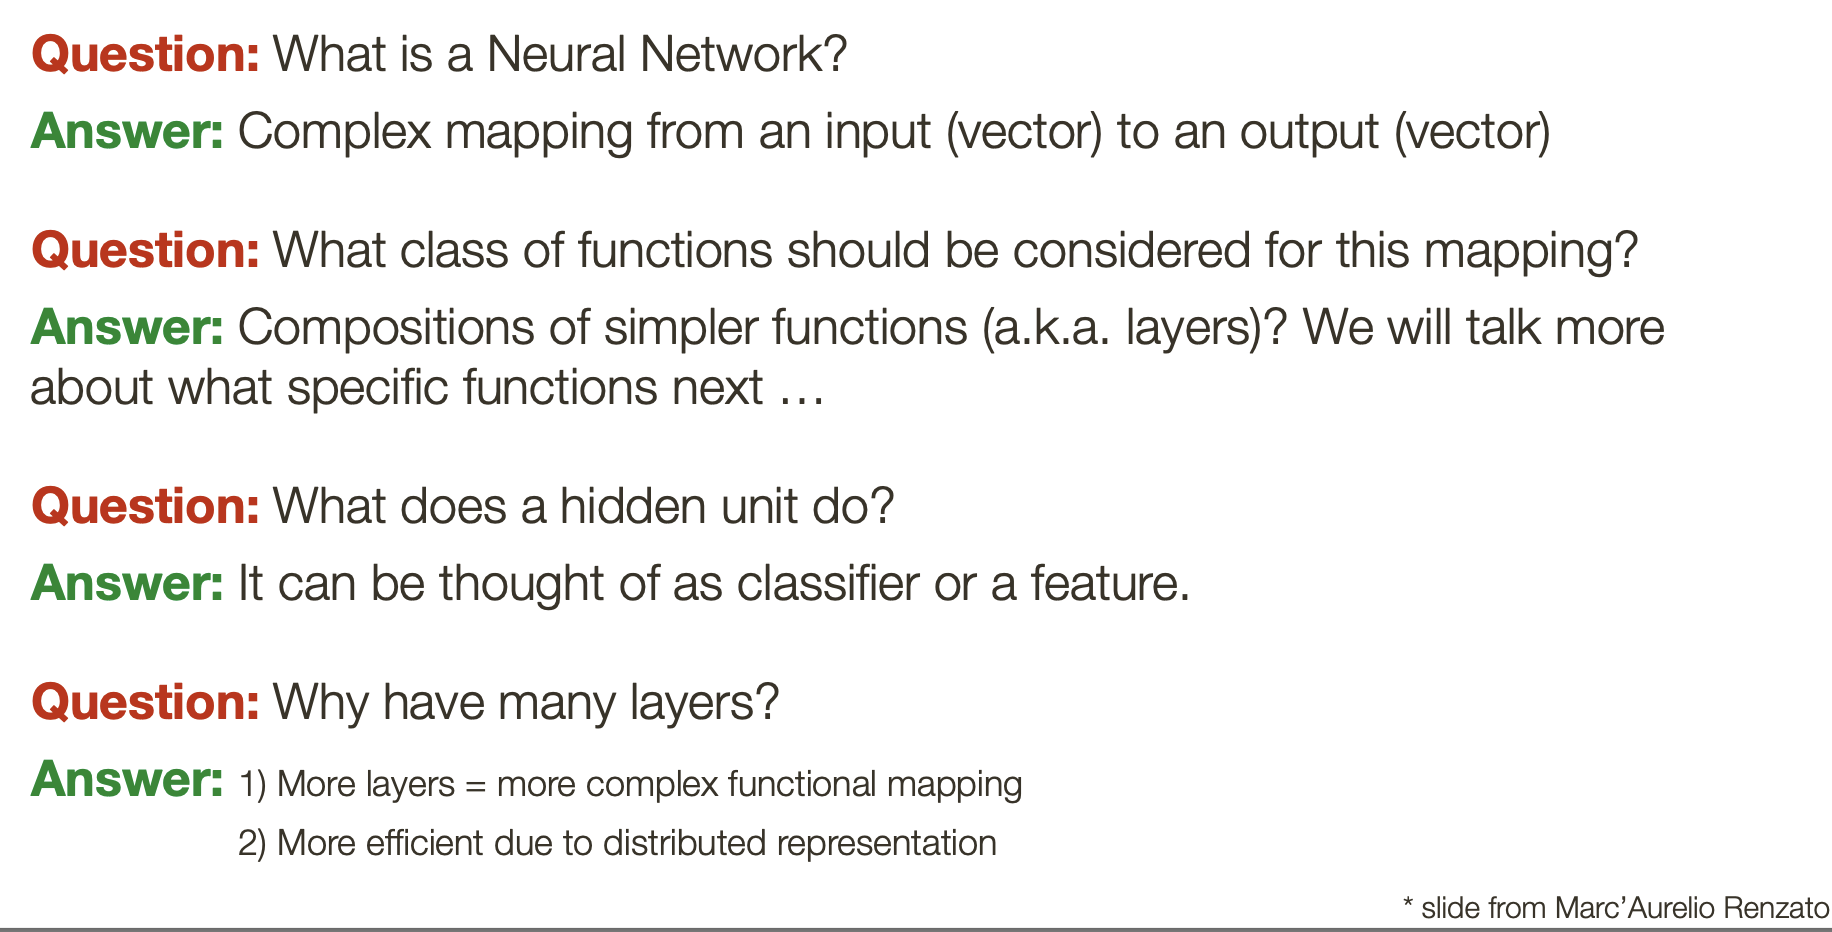 Question: What is a Neural Network?
Answer: Complex mapping from an input (vector) to an output (vector)
Question: What class of functions should be considered for this mapping?
Answer: Compositions of simpler functions (a.k.a. layers)? We will talk more
about what specific functions next …
Question: What does a hidden unit do?
Answer: It can be thought of as classifier or a feature.
Question: Why have many layers?
Answer: 1) More layers = more complex functional mapping
2) More efficient due to distributed representation
* slide from Marc’Aurelio Renzato